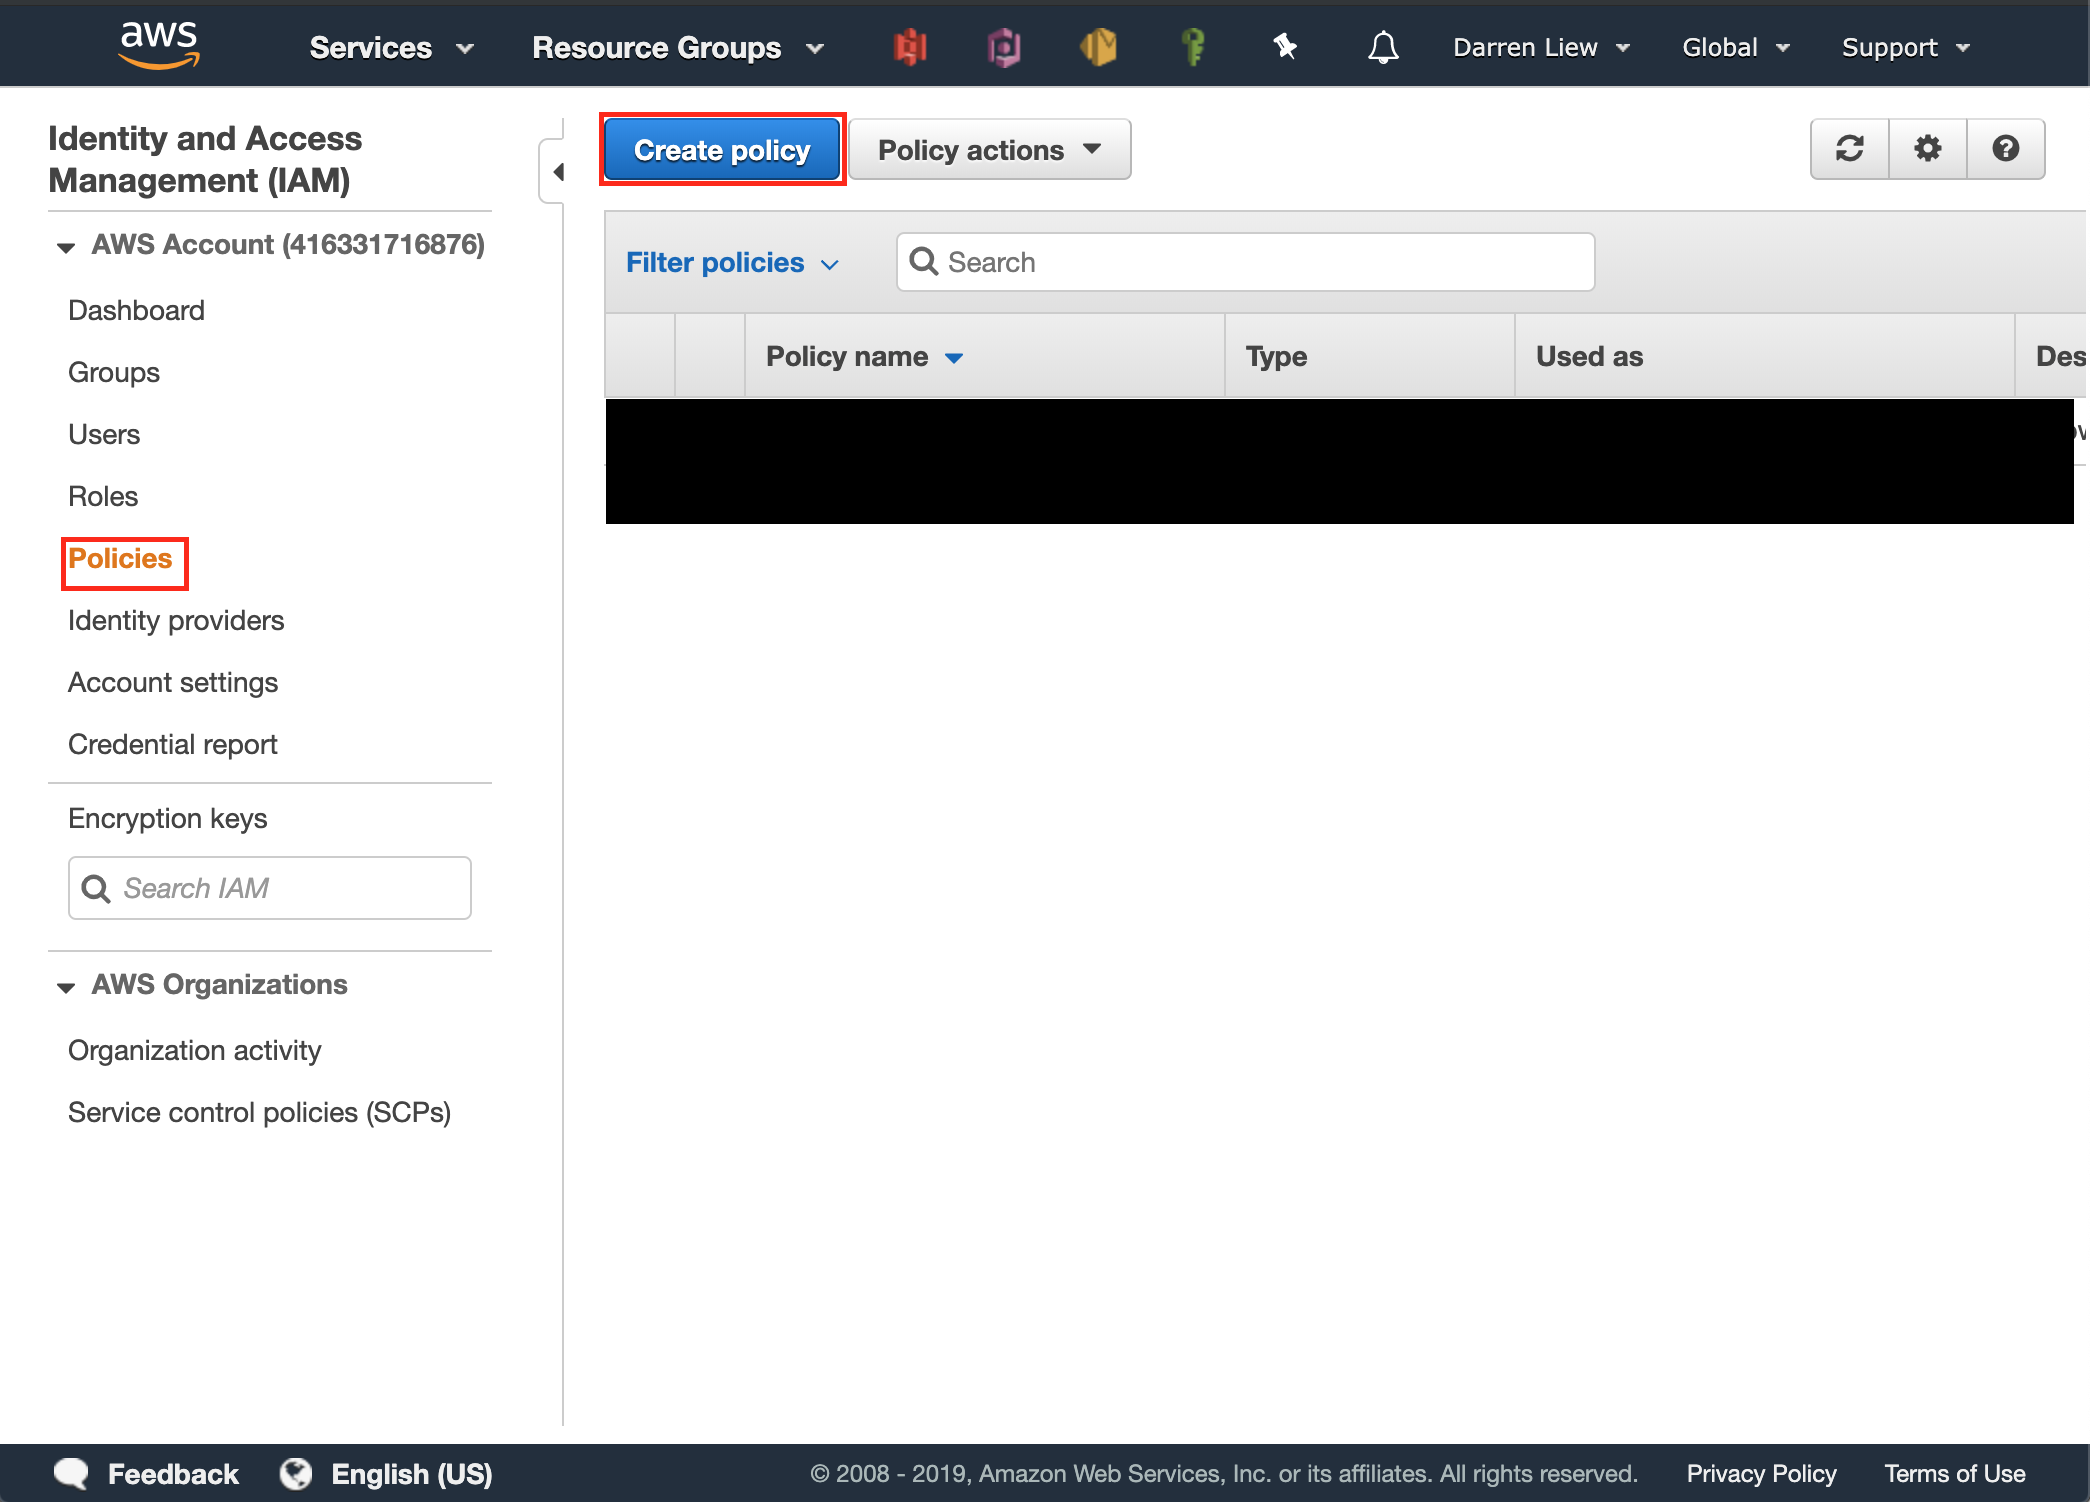 aws
Services
Resource Groups
Darren Liew
Global
Support
Identity and Access
Management (IAM)
AWS Account (416331716876)
Dashboard
Groups
Users
Roles
Policies
Identity providers
Account settings
Credential report
Encryption keys
Search IAM
AWS Organizations
Organization activity
Service control policies (SCPs)
Create policy
Policy actions
Filter policies
Search
Policy name
Type
Used as
Des
Feedback
English (US)
© 2008 - 2019, Amazon Web Services, Inc. or its affiliates. All rights reserved.
Privacy Policy
Terms of Use